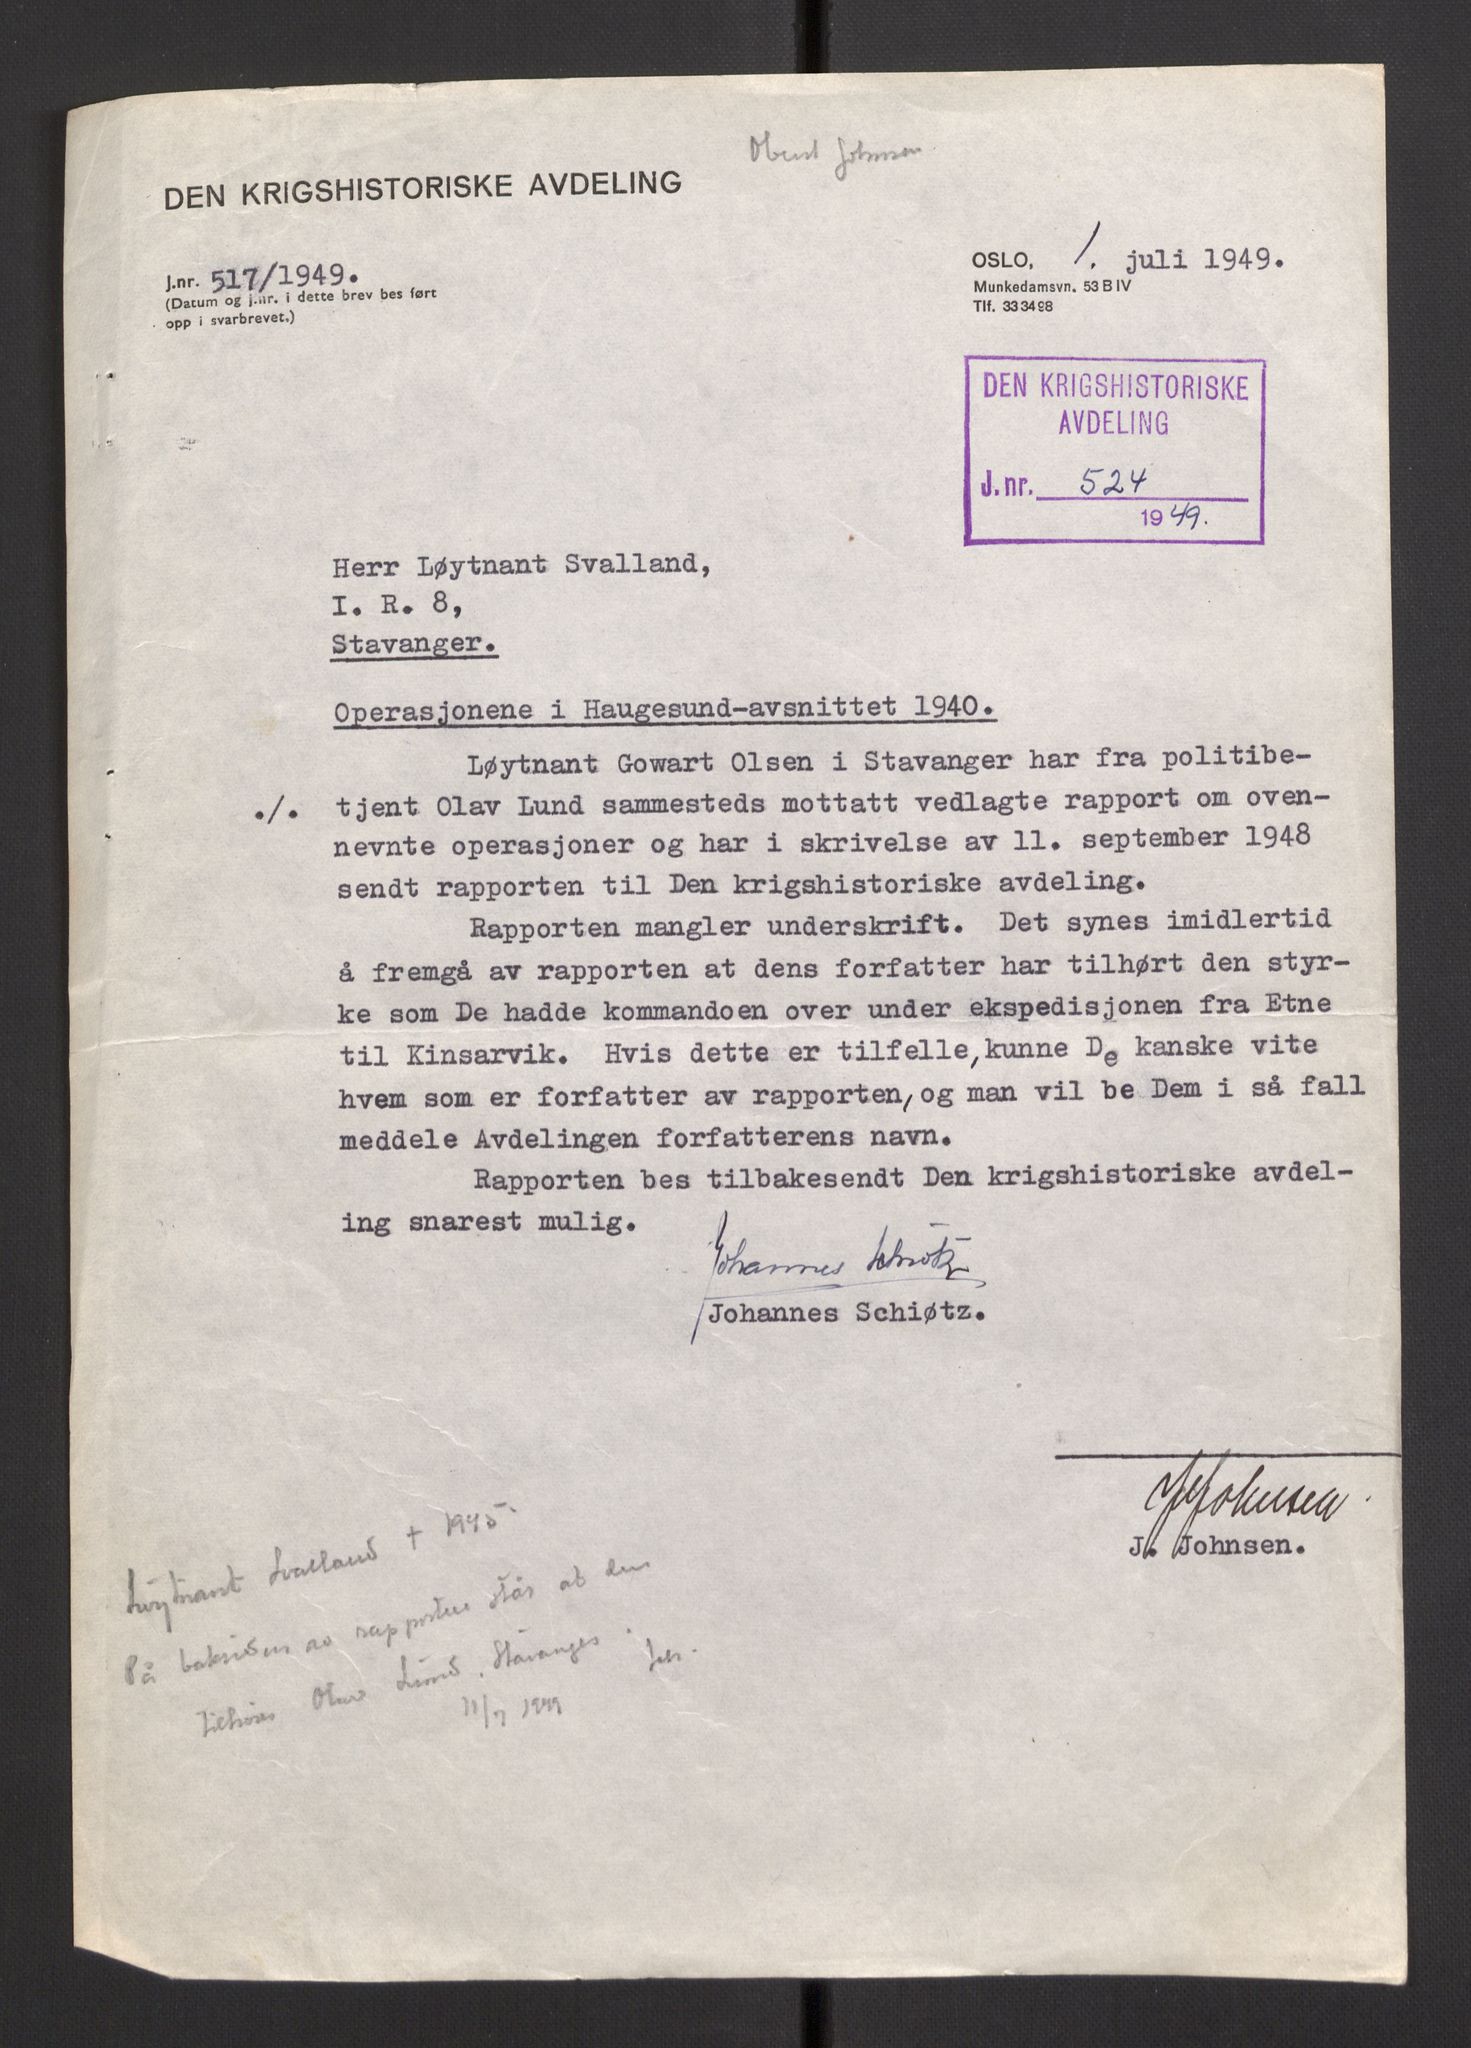 Oberst Johnsen
DEN KRIGSHISTORISKE AVDELING
J.nr. 517/1949.
(Datum og j.nr. i dette brev bes ført
opp i svarbrevet.)
OSLO, 1. juli 1949.
Munkedamsvn. 53 B IV
Tlf. 333498
DEN KRIGSHISTORISKE
AVDELING
J.nr. 524
1949.
Herr Løytnant Svalland,
I. R. 8,
Stavanger.
Operasjonene i Haugesund-avsnittet 1940.
Løytnant Gowart Olsen i Stavanger har fra politibe-
./. tjent Olav Lund sammesteds mottatt vedlagte rapport om oven-
nevnte operasjoner og har i skrivelse av 11. september 1948
sendt rapporten til Den krigshistoriske avdeling.
Rapporten mangler underskrift. Det synes imidlertid
å fremgå av rapporten at dens forfatter har tilhørt den styr-
ke som De hadde kommandoen over under ekspedisjonen fra Etne
til Kinsarvik. Hvis dette er tilfelle, kunne De kanske vite
hvem som er forfatter av rapporten, og man vil be Dem i så fall
meddele Avdelingen forfatterens navn.
Rapporten bes tilbakesendt Den krigshistoriske avdel-
ing snarest mulig.
Johannes Schiøtz
Johannes Schiøtz.
J Johnsen.
J. Johnsen.
Løytnant Svalland + 1945.
På baksiden av rapporten står at den
tilhører Olav Lund, Stavanger.
11/7 1949